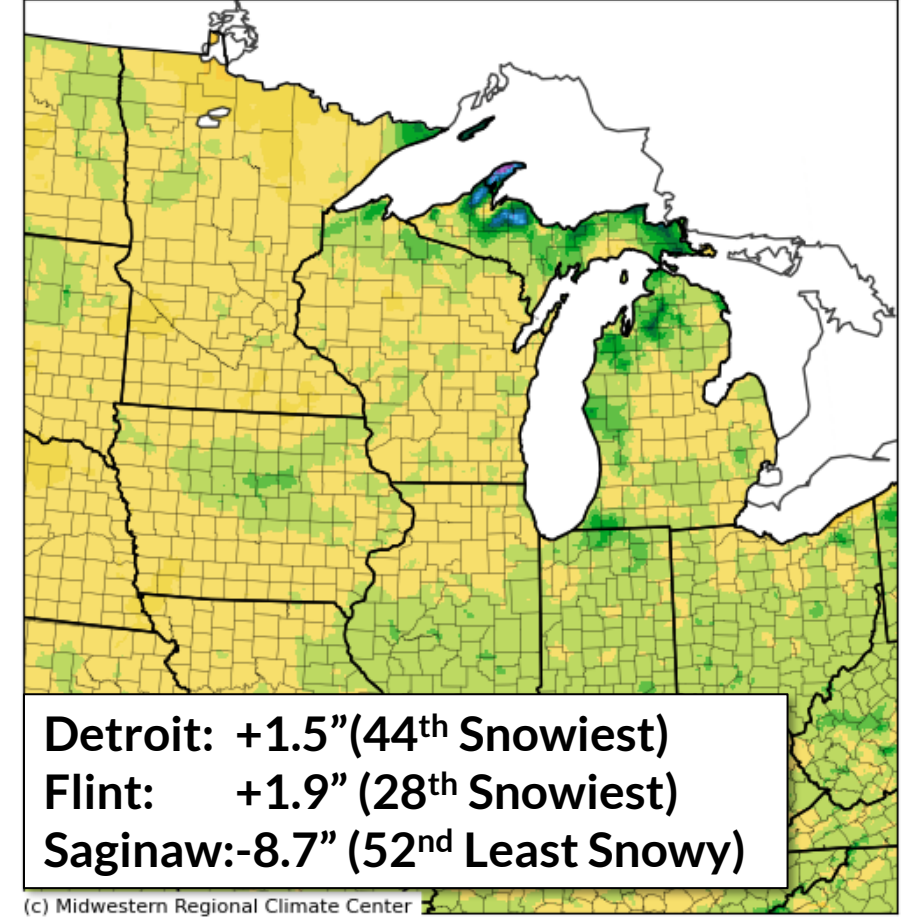 Detroit: +1.5”(44th Snowiest)
Flint: +1.9” (28th Snowiest)
Saginaw:-8.7” (52nd Least Snowy)
(c) Midwestern Regional Climate Center